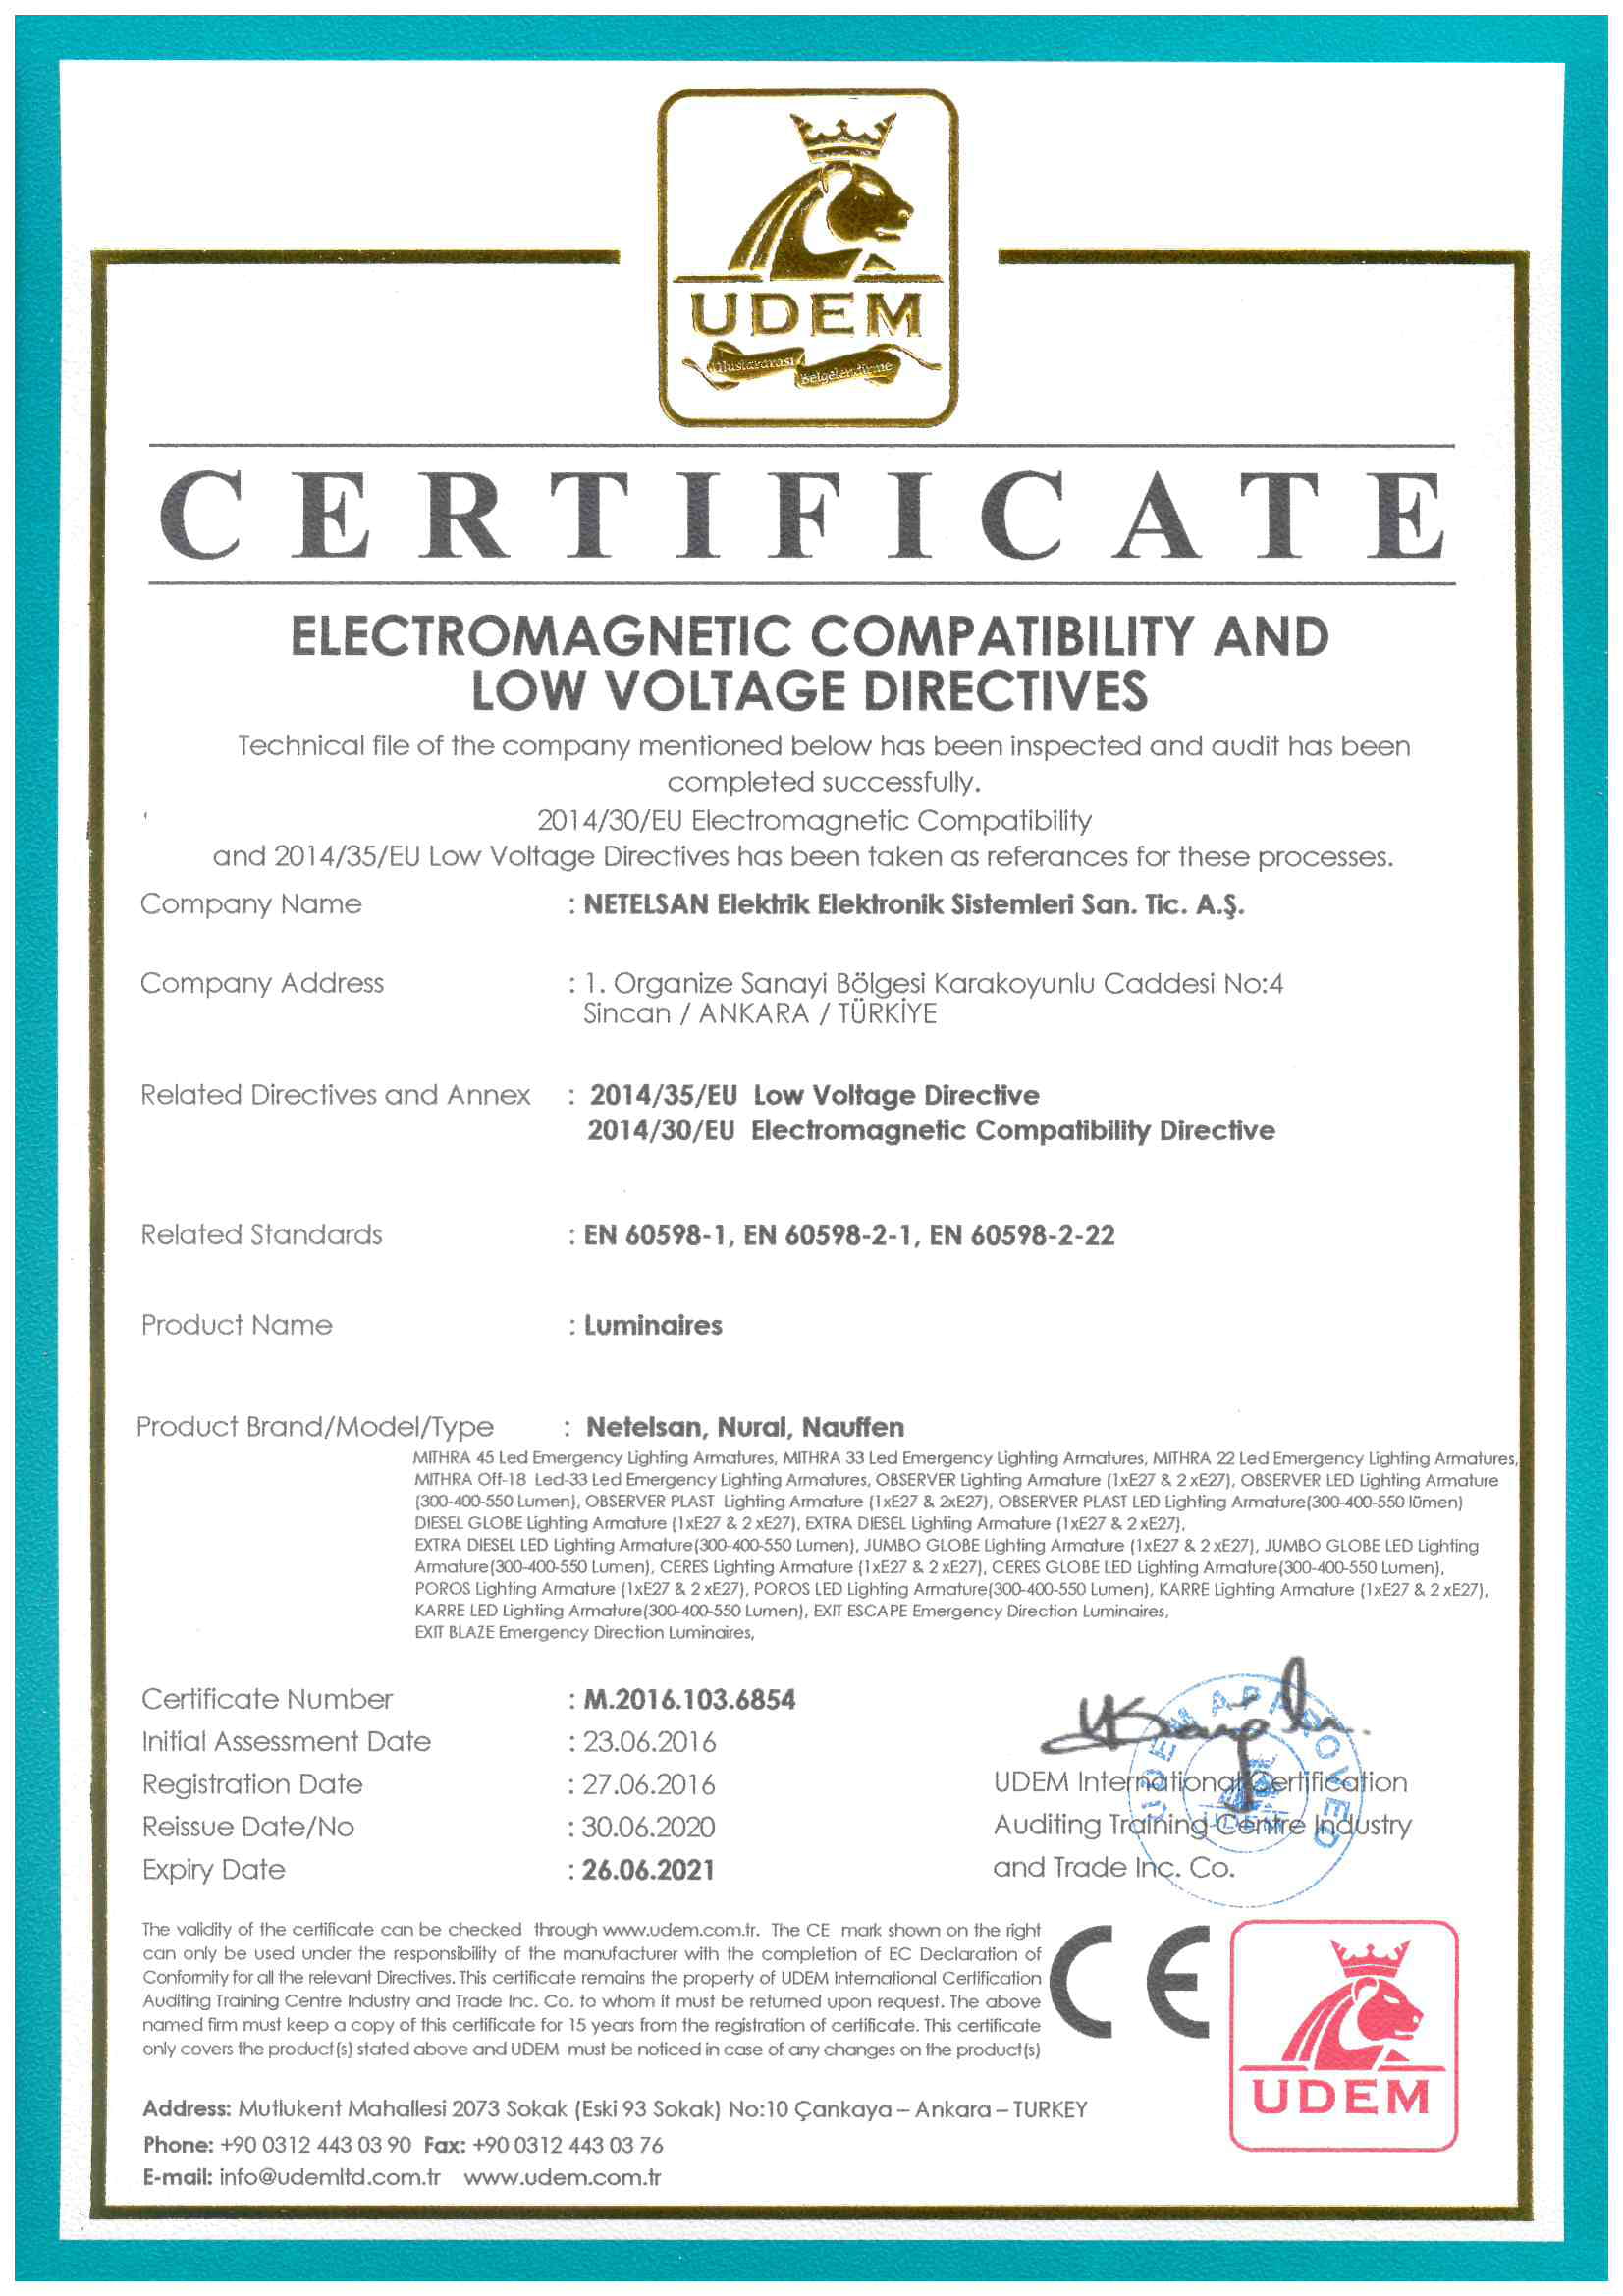 UDEM
Uluslararası
Belgelendirme
CERTIFICATE
ELECTROMAGNETIC COMPATIBILITY AND
LOW VOLTAGE DIRECTIVES
Technical file of the company mentioned below has been inspected and audit has been
completed successfully.
2014/30/EU Electromagnetic Compatibility
and 2014/35/EU Low Voltage Directives has been taken as referances for these processes.
Company Name : NETELSAN Elektrik Elektronik Sistemleri San. Tic. A.Ş.
Company Address : 1. Organize Sanayi Bölgesi Karakoyunlu Caddesi No:4
Sincan / ANKARA / TÜRKİYE
Related Directives and Annex : 2014/35/EU Low Voltage Directive
2014/30/EU Electromagnetic Compatibility Directive
Related Standards : EN 60598-1, EN 60598-2-1, EN 60598-2-22
Product Name : Luminaires
Product Brand/Model/Type : Netelsan, Nural, Nauffen
MITHRA 45 Led Emergency Lighting Armatures, MITHRA 33 Led Emergency Lighting Armatures, MITHRA 22 Led Emergency Lighting Armatures,
MITHRA Off-18 Led-33 Led Emergency Lighting Armatures, OBSERVER Lighting Armature (1xE27 & 2 xE27), OBSERVER LED Lighting Armature
(300-400-550 Lumen), OBSERVER PLAST Lighting Armature (1xE27 & 2xE27), OBSERVER PLAST LED Lighting Armature(300-400-550 lümen)
DIESEL GLOBE Lighting Armature (1xE27 & 2 xE27), EXTRA DIESEL Lighting Armature (1xE27 & 2 xE27),
EXTRA DIESEL LED Lighting Armature(300-400-550 Lumen), JUMBO GLOBE Lighting Armature (1xE27 & 2 xE27), JUMBO GLOBE LED Lighting
Armature(300-400-550 Lumen), CERES Lighting Armature (1xE27 & 2 xE27), CERES GLOBE LED Lighting Armature(300-400-550 Lumen),
POROS Lighting Armature (1xE27 & 2 xE27), POROS LED Lighting Armature(300-400-550 Lumen), KARRE Lighting Armature (1xE27 & 2 xE27),
KARRE LED Lighting Armature(300-400-550 Lumen), EXIT ESCAPE Emergency Direction Luminaires,
EXIT BLAZE Emergency Direction Luminaires,
Certificate Number : M.2016.103.6854
Initial Assessment Date : 23.06.2016
Registration Date : 27.06.2016
Reissue Date/No : 30.06.2020
Expiry Date : 26.06.2021
UDEM APPROVED
UDEM
UDEM International Certification
Auditing Training Centre Industry
and Trade Inc. Co.
The validity of the certificate can be checked through www.udem.com.tr. The CE mark shown on the right
can only be used under the responsibility of the manufacturer with the completion of EC Declaration of
Conformity for all the relevant Directives. This certificate remains the property of UDEM International Certification
Auditing Training Centre Industry and Trade Inc. Co. to whom it must be returned upon request. The above
named firm must keep a copy of this certificate for 15 years from the registration of certificate. This certificate
only covers the product(s) stated above and UDEM must be noticed in case of any changes on the product(s)
CE
UDEM
Address: Mutlukent Mahallesi 2073 Sokak (Eski 93 Sokak) No:10 Çankaya – Ankara – TURKEY
Phone: +90 0312 443 03 90 Fax: +90 0312 443 03 76
E-mail: info@udemltd.com.tr www.udem.com.tr